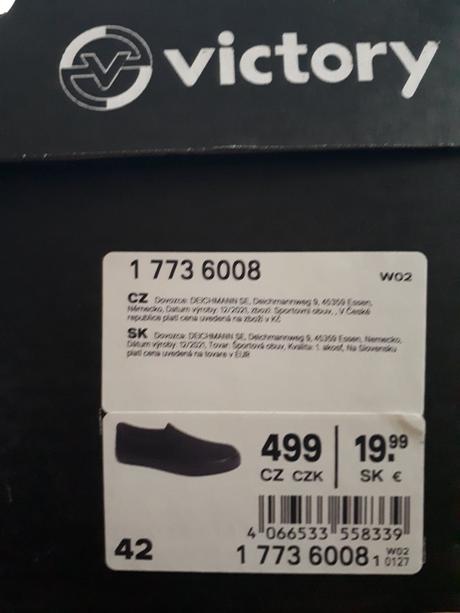 victory
1 773 6008
W02
CZ Dovozce: DEICHMANN SE, Deichmannweg 9, 45359 Essen,
Německo, Datum výroby: 12/2021, zboží: Sportovní obuv, , V České
republice platí cena uvedená na zboží v Kč
SK Dovozca: DEICHMANN SE, Deichmannweg 9, 45359 Essen, Nemecko,
Dátum výroby: 12/2021, Tovar: Športová obuv, Kvalita: 1. akosť, Na Slovensku
platí cena uvedená na tovare v EUR
499 19.99
CZ CZK SK €
4 066533 558339
42 1 773 6008 1 W02 0127